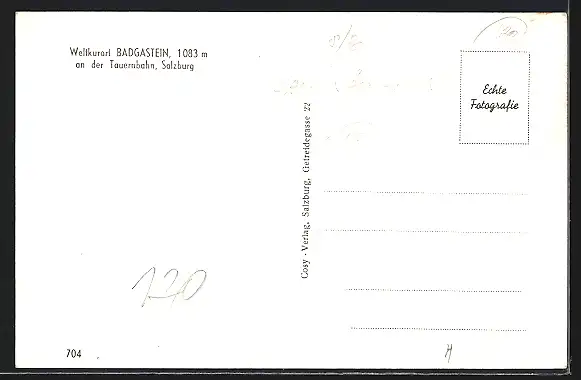 Weltkurort BADGASTEIN, 1083 m
an der Tauernbahn, Salzburg
Echte
Fotografie
Cosy - Verlag, Salzburg, Getreidegasse 22
120
704